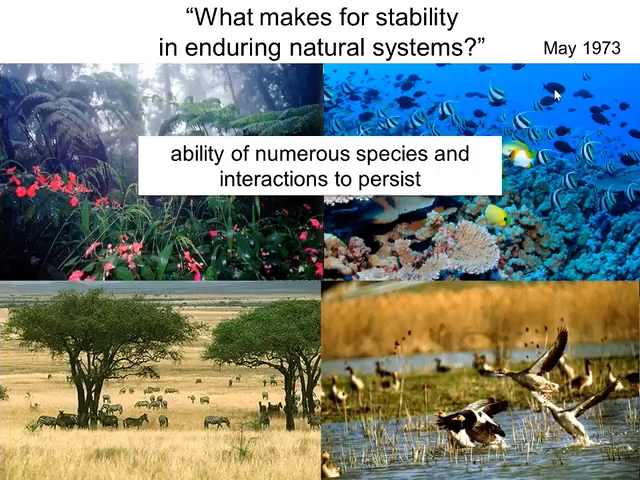 “What makes for stability
in enduring natural systems?”
May 1973
ability of numerous species and
interactions to persist